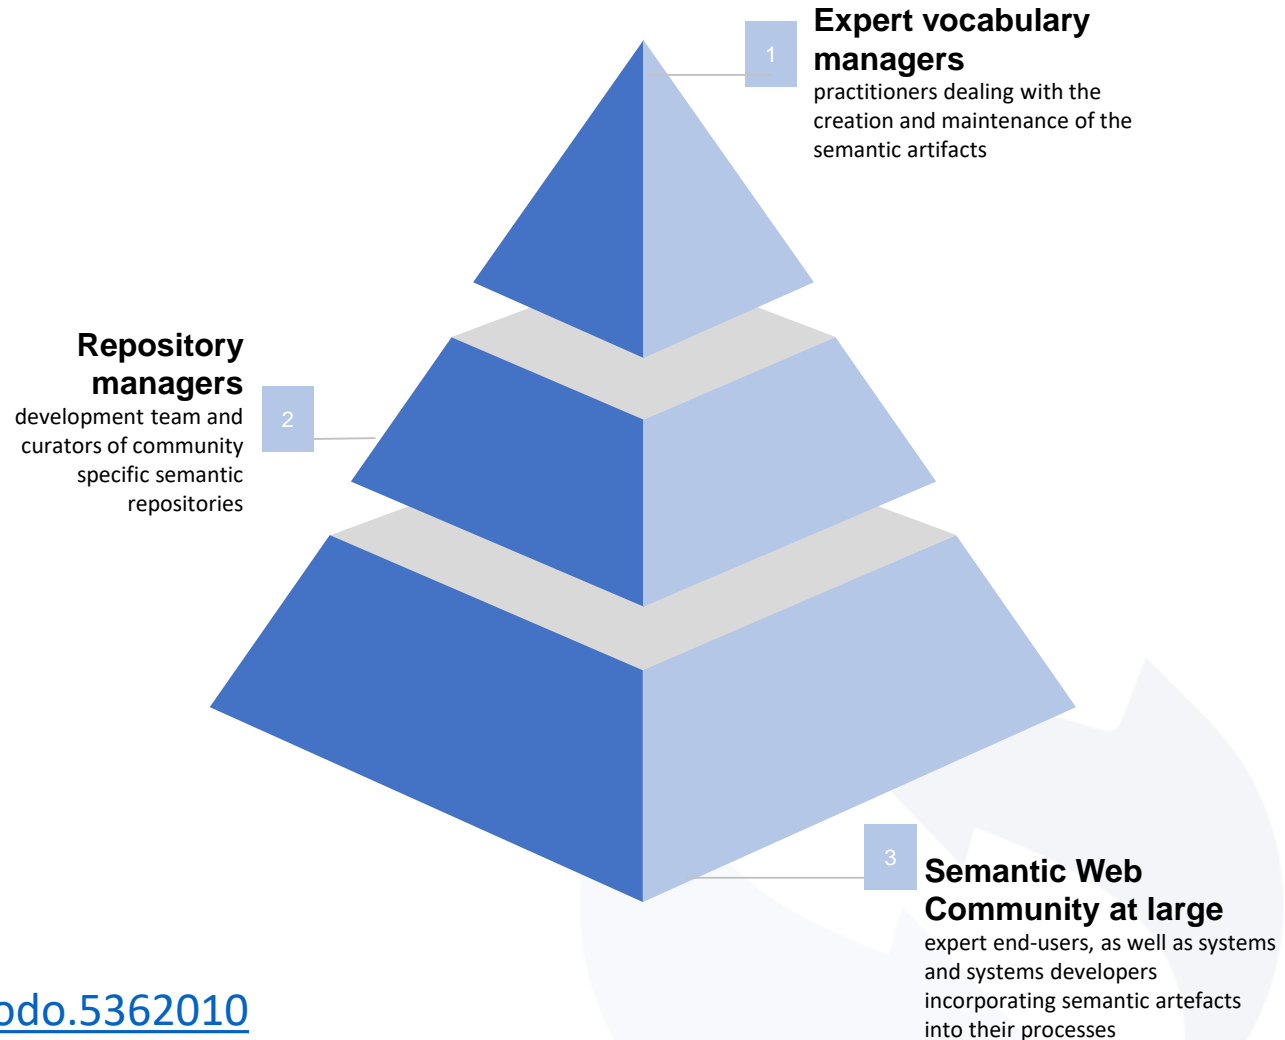 1
Expert vocabulary
managers
practitioners dealing with the
creation and maintenance of the
semantic artifacts
Repository
managers
development team and
curators of community
specific semantic
repositories
2
3
Semantic Web
Community at large
expert end-users, as well as systems
and systems developers
incorporating semantic artefacts
into their processes
odo.5362010